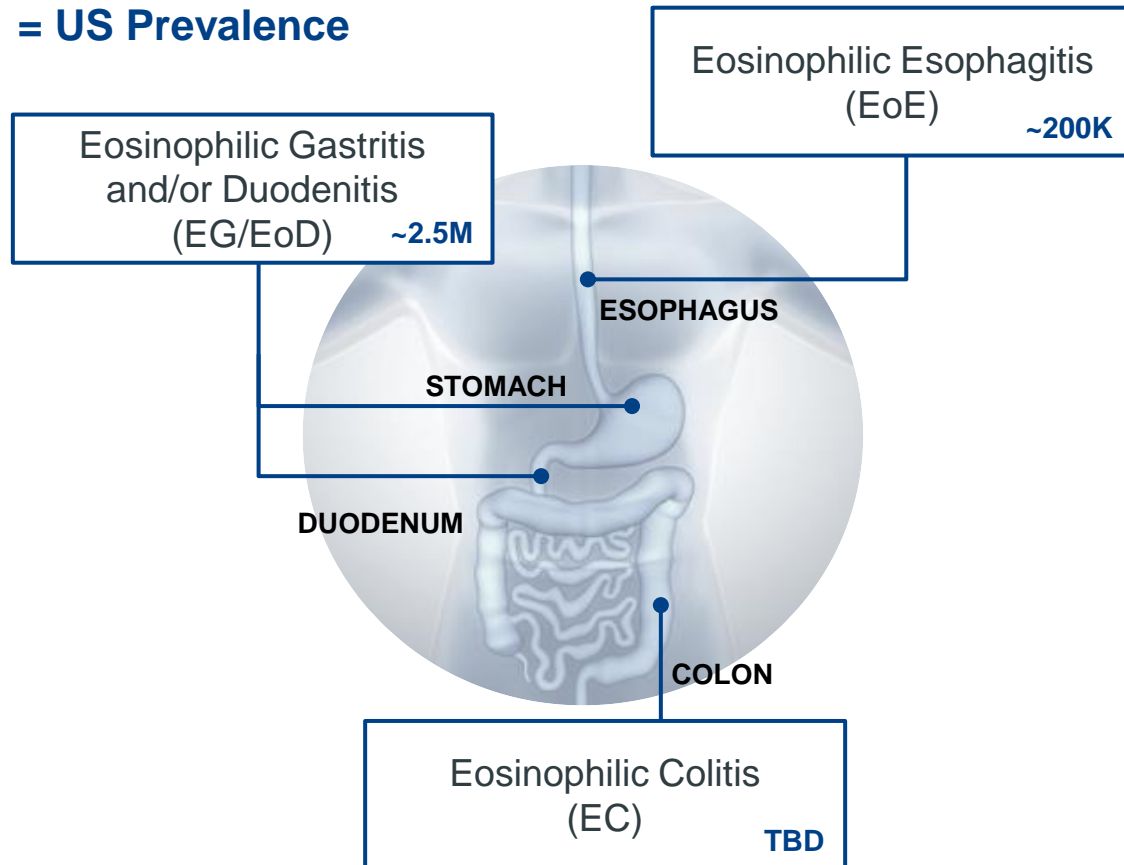 = US Prevalence
Eosinophilic Esophagitis
(EoE)
~200K
Eosinophilic Gastritis
and/or Duodenitis
(EG/EoD)
~2.5M
ESOPHAGUS
STOMACH
DUODENUM
COLON
Eosinophilic Colitis
(EC)
TBD